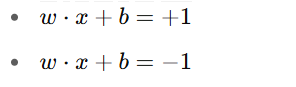 • w · x + b = +1
• w · x + b = −1